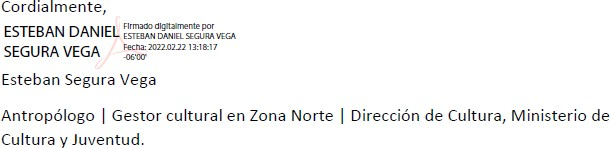 Cordialmente,
ESTEBAN DANIEL
SEGURA VEGA
Firmado digitalmente por
ESTEBAN DANIEL SEGURA VEGA
Fecha: 2022.02.22 13:18:17
-06'00'
Esteban Segura Vega
Antropólogo | Gestor cultural en Zona Norte | Dirección de Cultura, Ministerio de
Cultura y Juventud.